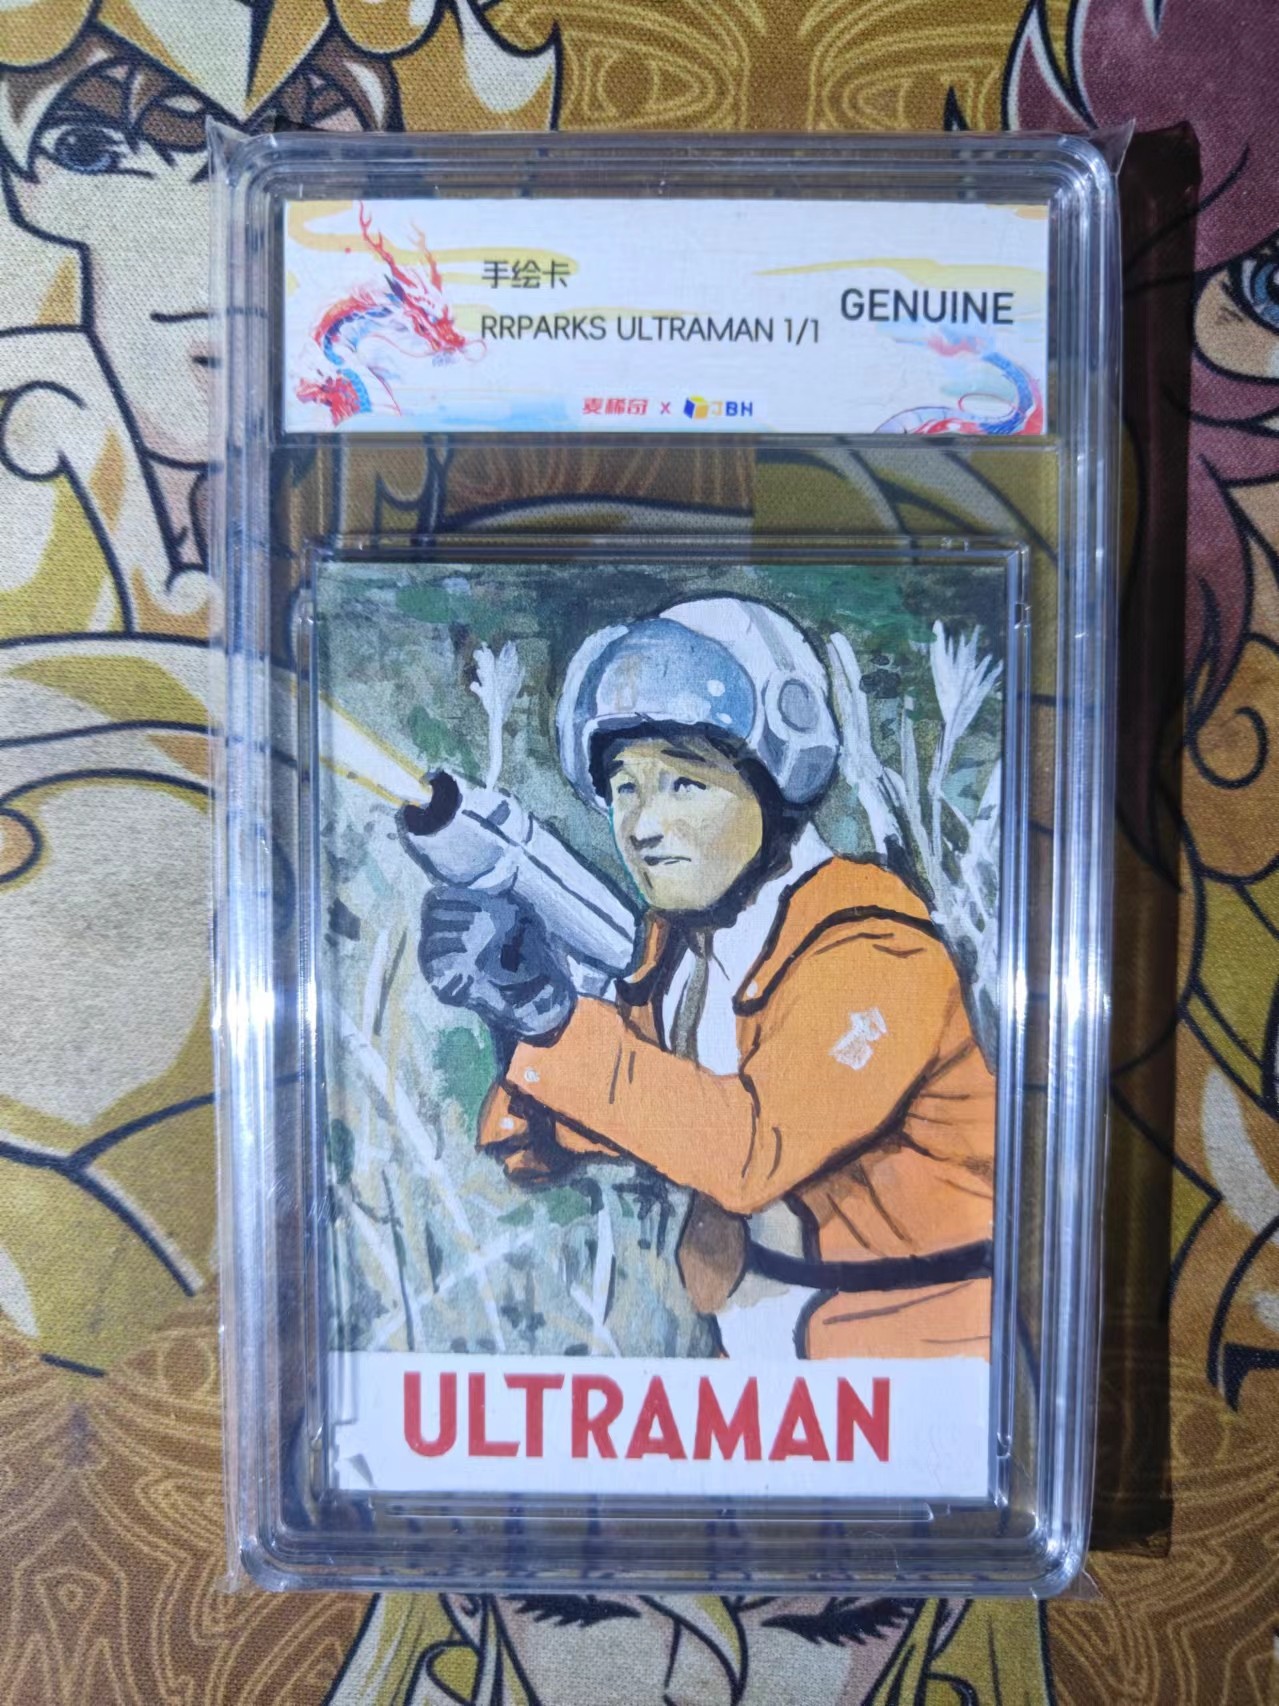 手绘卡
GENUINE
RRPARKS ULTRAMAN 1/1
麦稀奇 X JBH
ULTRAMAN